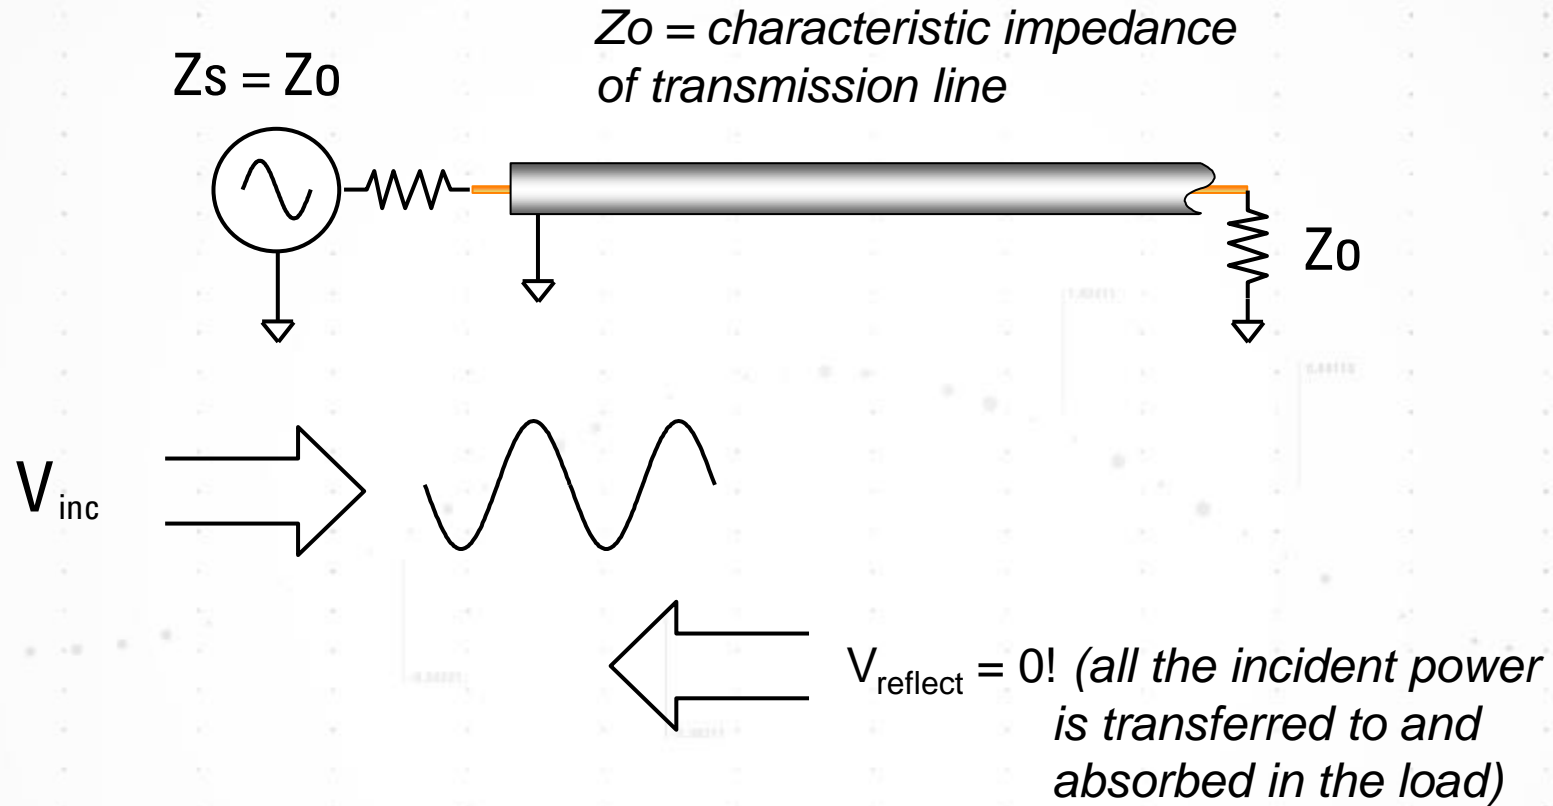 Zo = characteristic impedance
of transmission line
Zs = Zo
Zo
V inc
Vreflect = 0! (all the incident power
is transferred to and
absorbed in the load)